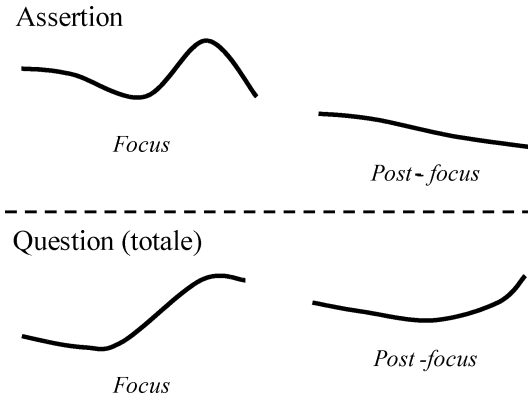 Assertion
Focus
Post - focus
Question (totale)
Focus
Post -focus